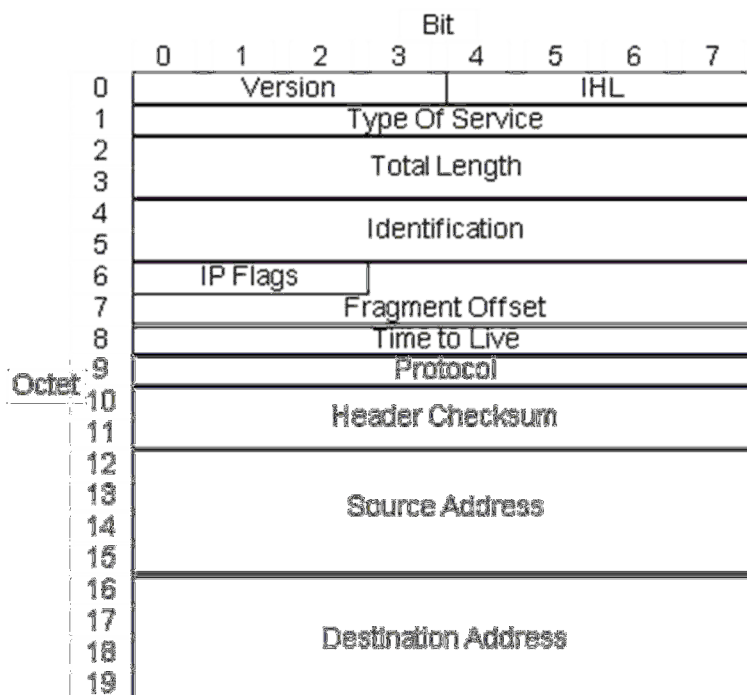 Bit
0 1 2 3 4 5 6 7
0 Version IHL
1 Type Of Service
2
Total Length
3
4
Identification
5
6 IP Flags
7 Fragment Offset
8 Time to Live
Octet 9 Protocol
10
Header Checksum
11
12
13
Source Address
14
15
16
17
Destination Address
18
19